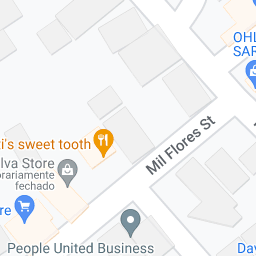 OHL
SAR
i's sweet tooth
Mil Flores St
lva Store
orariamente
fechado
re
People United Business
Dav